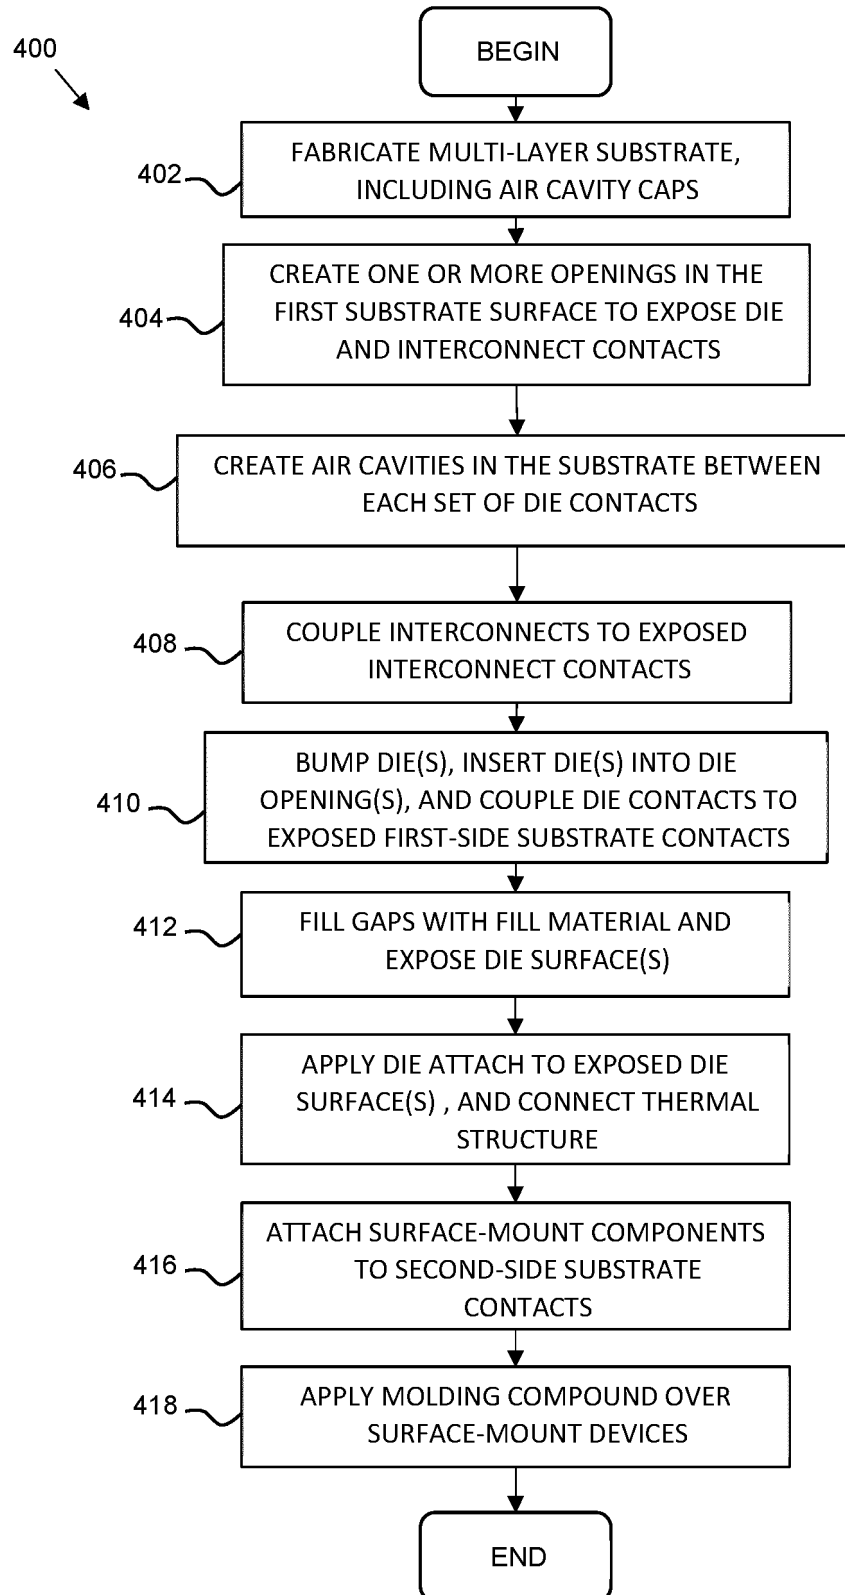 400
BEGIN
402
FABRICATE MULTI-LAYER SUBSTRATE,
INCLUDING AIR CAVITY CAPS
404
CREATE ONE OR MORE OPENINGS IN THE
FIRST SUBSTRATE SURFACE TO EXPOSE DIE
AND INTERCONNECT CONTACTS
406
CREATE AIR CAVITIES IN THE SUBSTRATE BETWEEN
EACH SET OF DIE CONTACTS
408
COUPLE INTERCONNECTS TO EXPOSED
INTERCONNECT CONTACTS
410
BUMP DIE(S), INSERT DIE(S) INTO DIE
OPENING(S), AND COUPLE DIE CONTACTS TO
EXPOSED FIRST-SIDE SUBSTRATE CONTACTS
412
FILL GAPS WITH FILL MATERIAL AND
EXPOSE DIE SURFACE(S)
414
APPLY DIE ATTACH TO EXPOSED DIE
SURFACE(S) , AND CONNECT THERMAL
STRUCTURE
416
ATTACH SURFACE-MOUNT COMPONENTS
TO SECOND-SIDE SUBSTRATE
CONTACTS
418
APPLY MOLDING COMPOUND OVER
SURFACE-MOUNT DEVICES
END